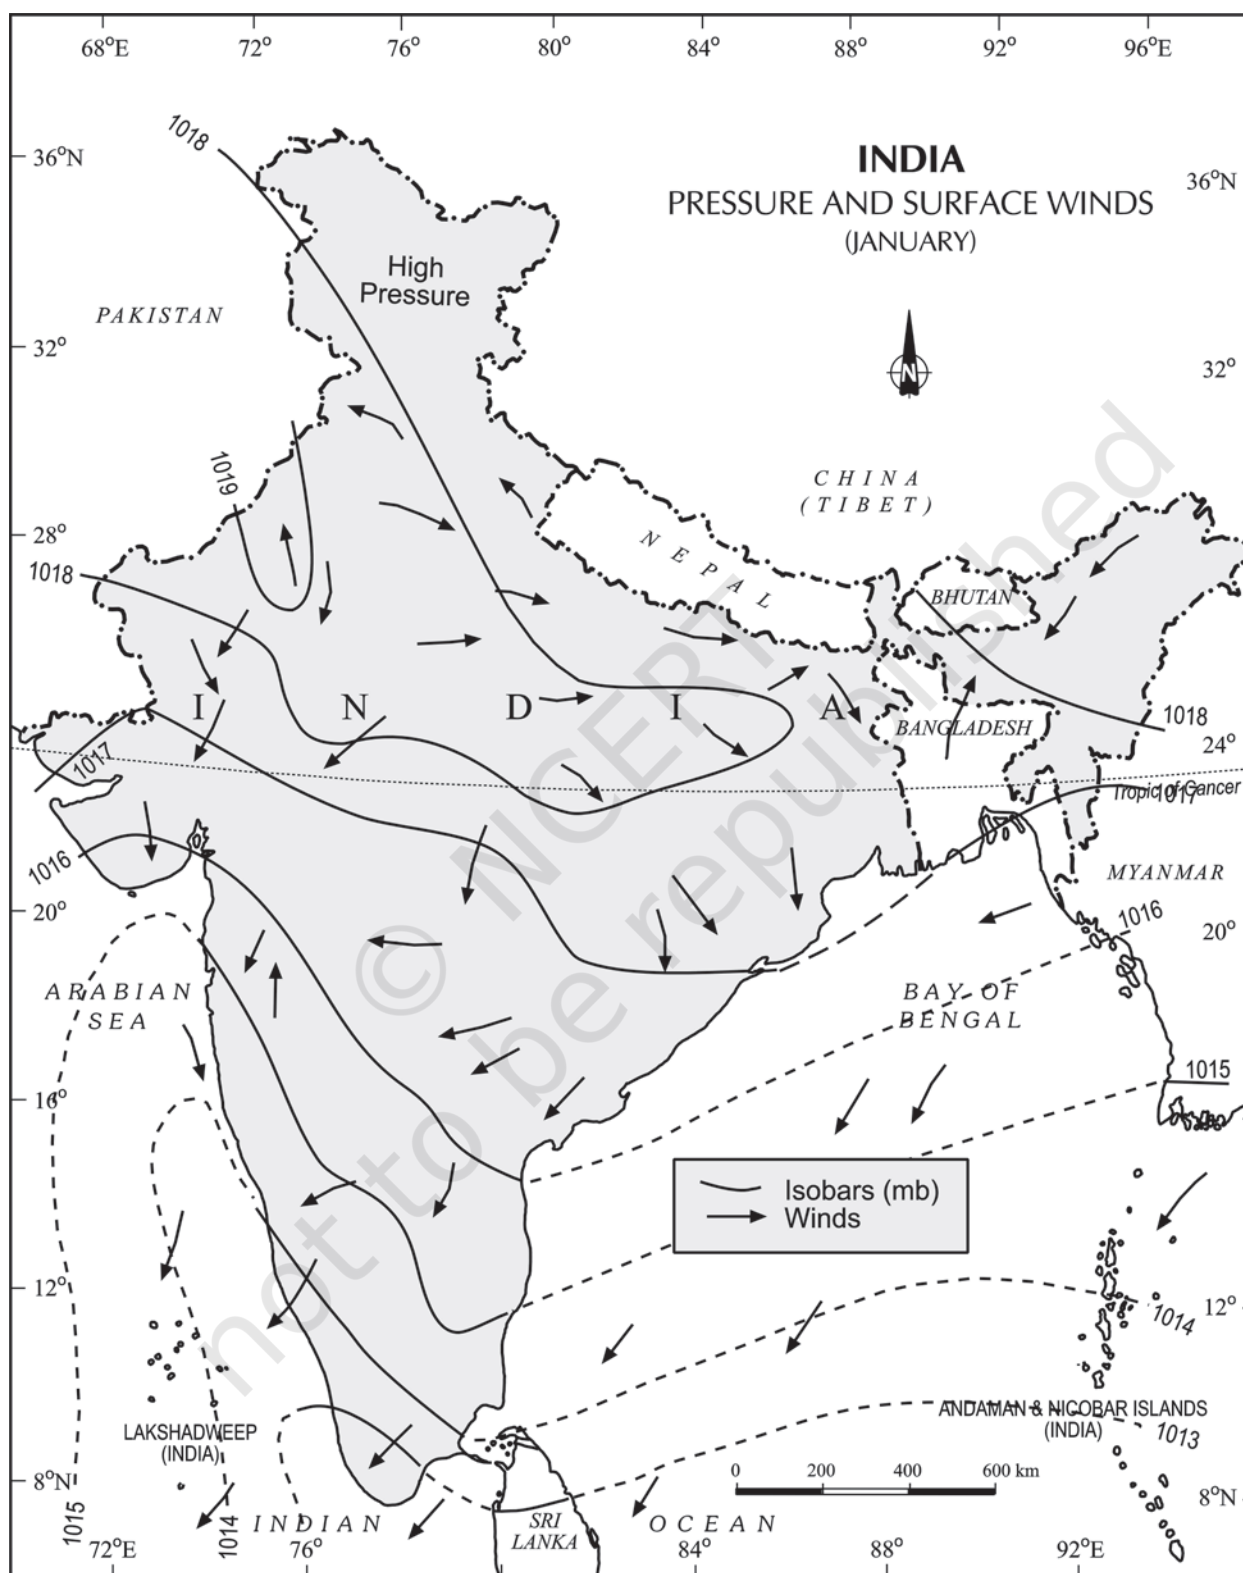 68°E 72° 76° 80° 84° 88° 92° 96°E
1018
36°N
INDIA
PRESSURE AND SURFACE WINDS
(JANUARY)
36°N
High
Pressure
PAKISTAN
32°
N
32°
1019
CHINA
(TIBET)
28°
NEPAL
1018
BHUTAN
I N D I A
BANGLADESH
1018
24°
1017
Tropic of Cancer
1017
1016
MYANMAR
20°
1016
20°
ARABIAN
SEA
BAY OF
BENGAL
1015
16°
Isobars (mb)
Winds
12°
1014
12°
LAKSHADWEEP
(INDIA)
ANDAMAN & NICOBAR ISLANDS
(INDIA)
1013
8°N
0 200 400 600 km
8°N
1015
1014
INDIAN
SRI
LANKA
OCEAN
72°E 76° 84° 88° 92°E
© NCERT
not to be republished